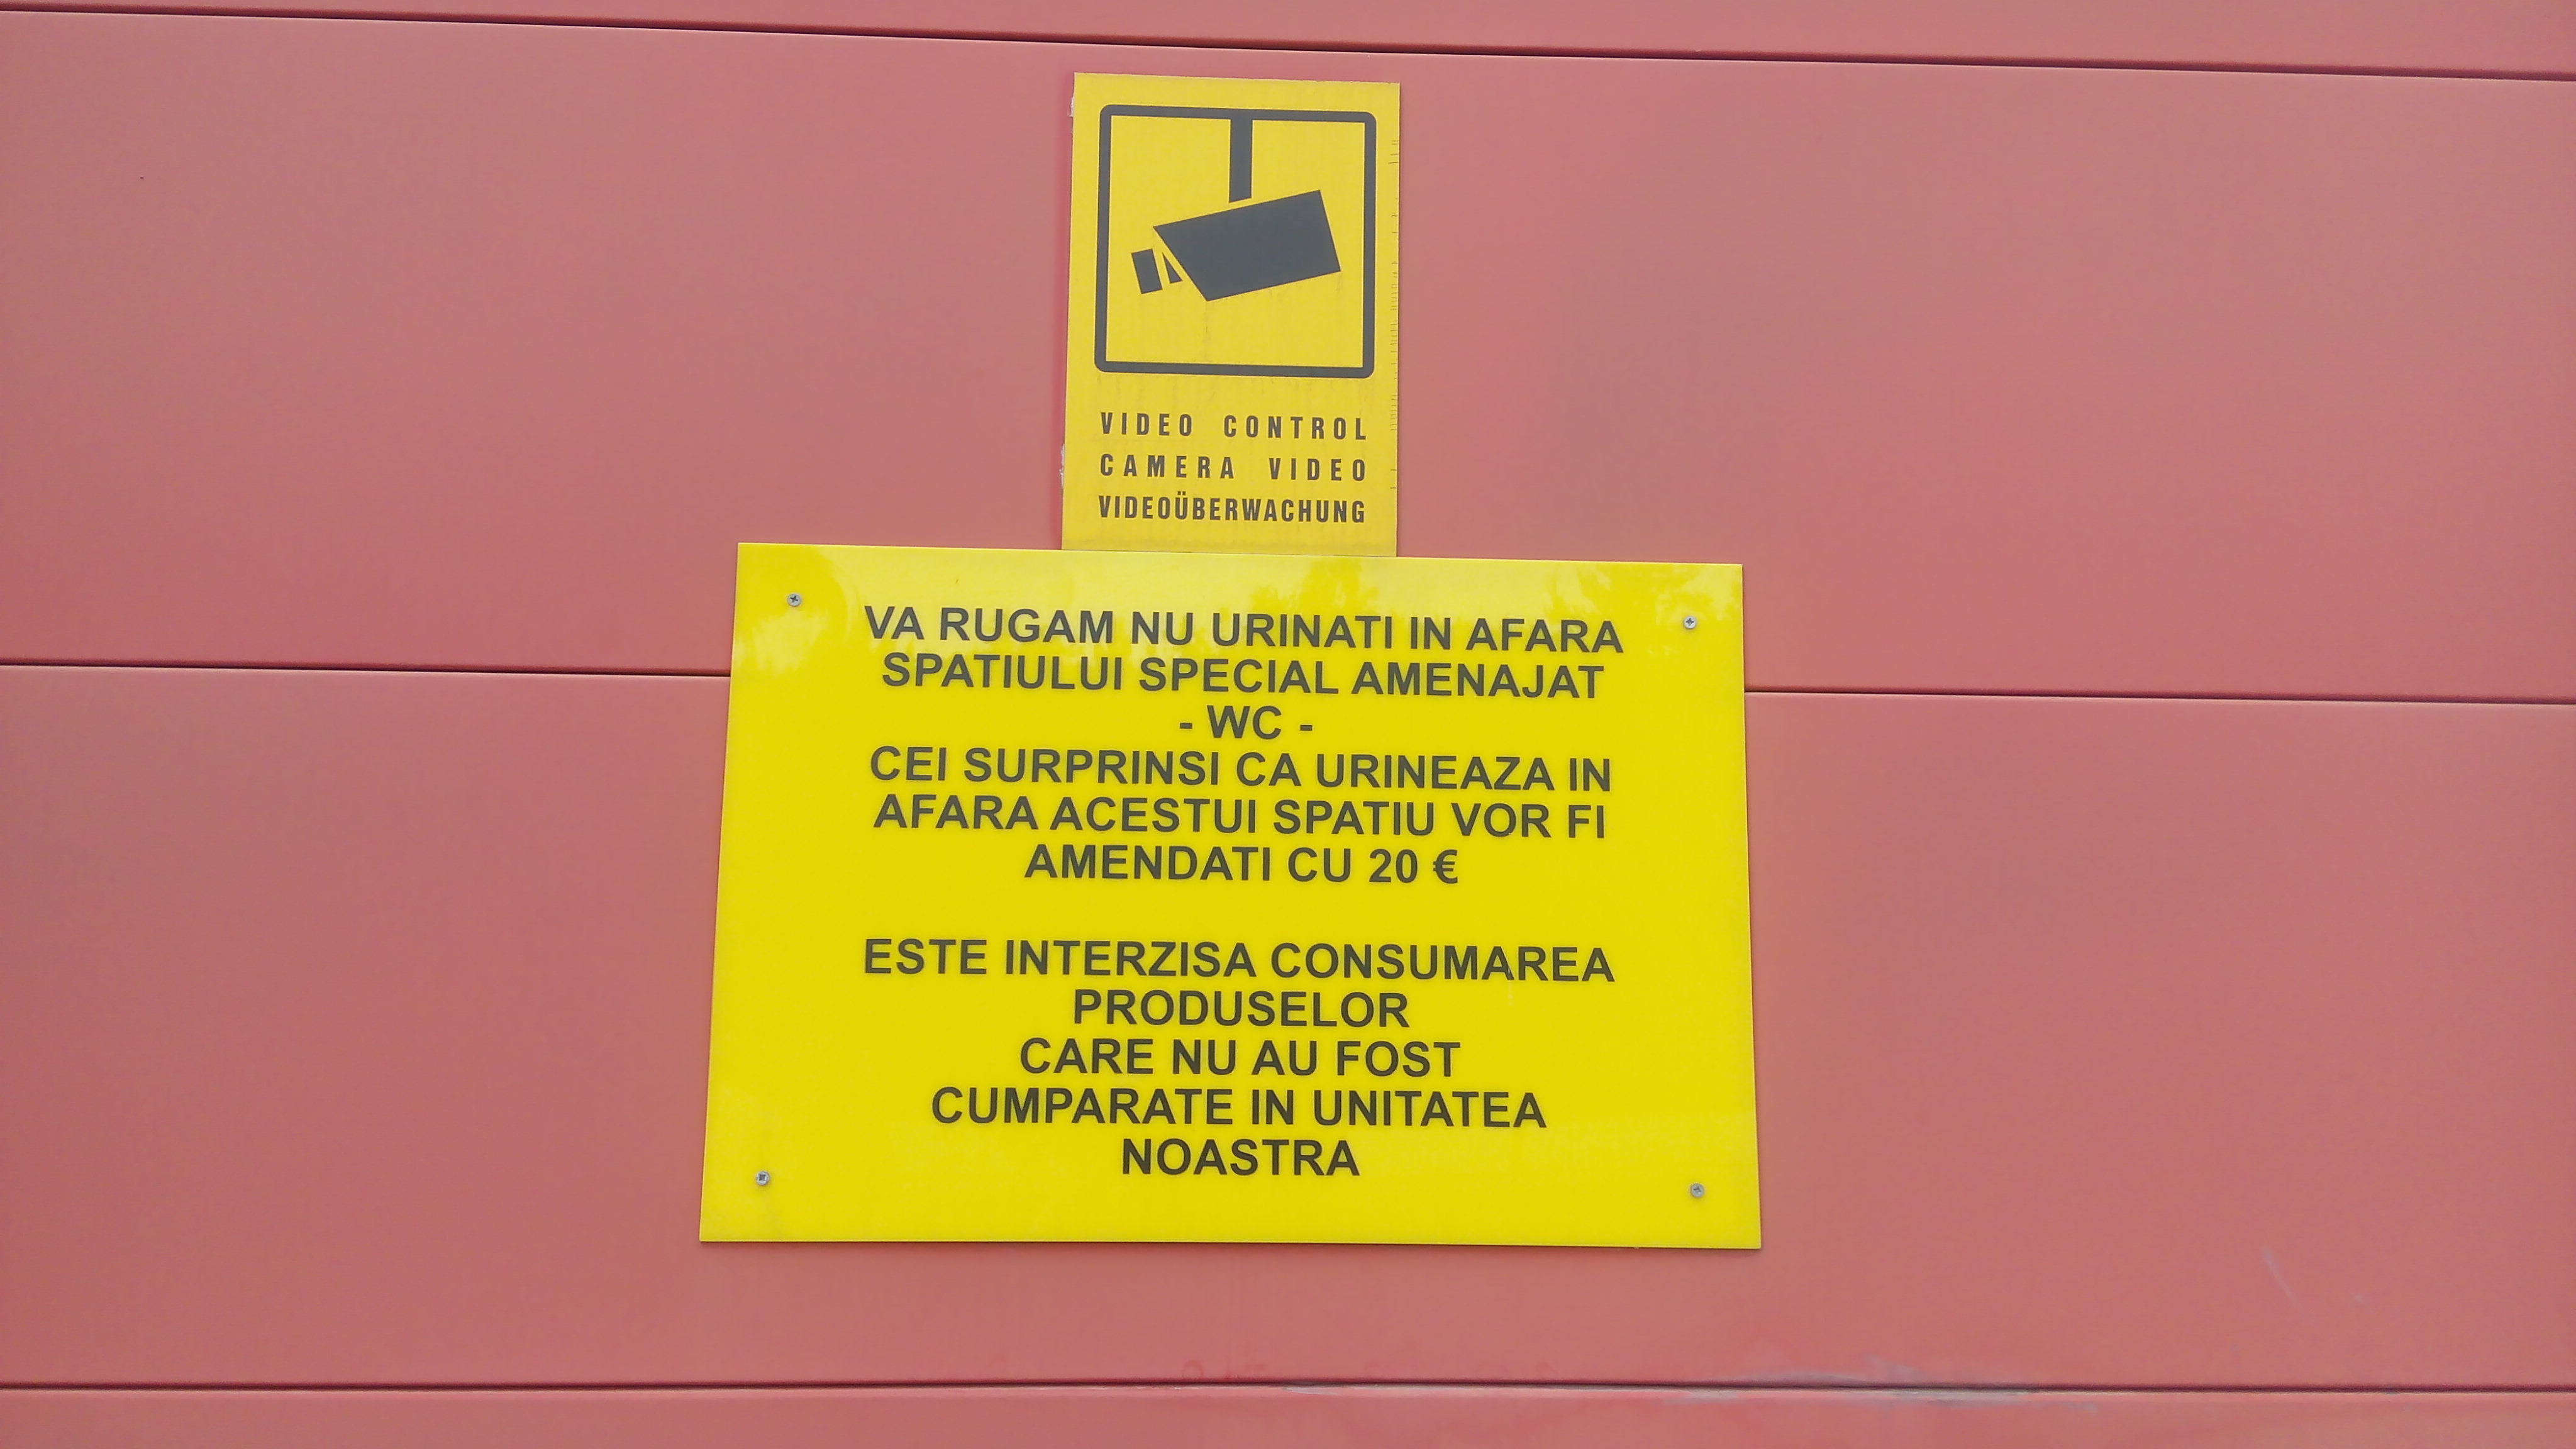 VIDEO CONTROL
CAMERA VIDEO
VIDEOÜBERWACHUNG
VA RUGAM NU URINATI IN AFARA
SPATIULUI SPECIAL AMENAJAT
- WC -
CEI SURPRINSI CA URINEAZA IN
AFARA ACESTUI SPATIU VOR FI
AMENDATI CU 20 €
ESTE INTERZISA CONSUMAREA
PRODUSELOR
CARE NU AU FOST
CUMPARATE IN UNITATEA
NOASTRA